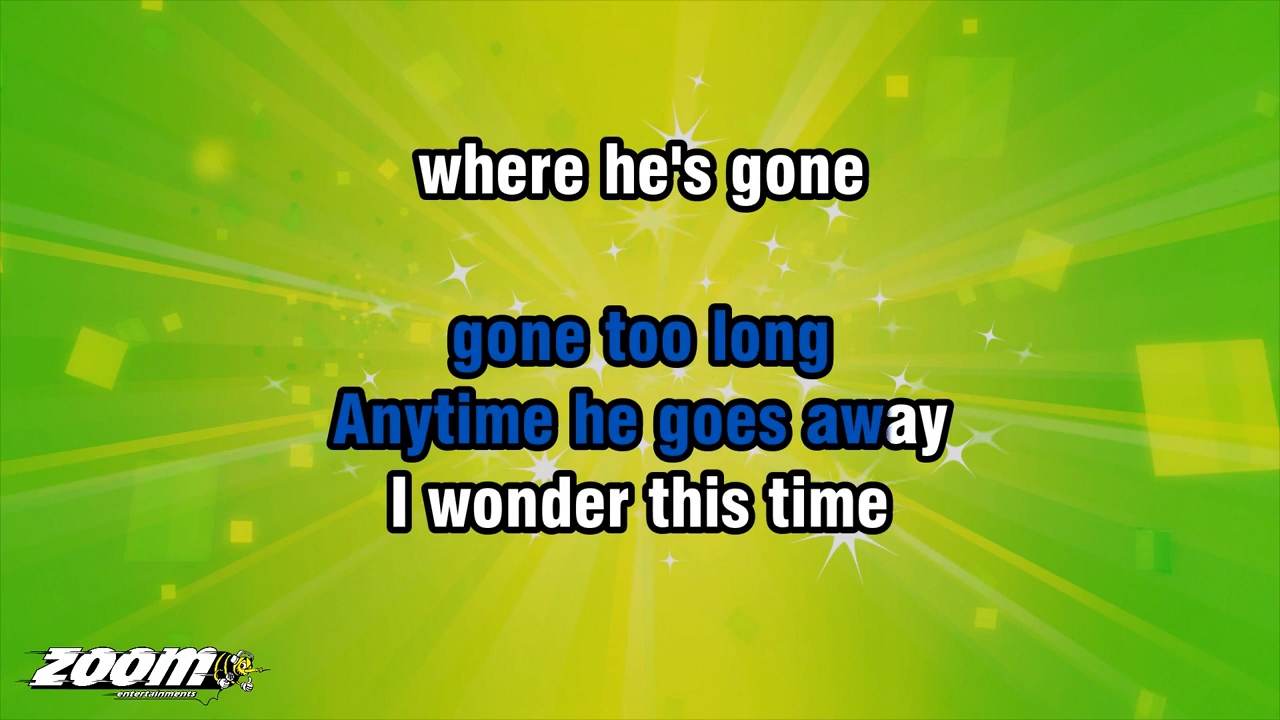 where he's gone
gone too long
Anytime he goes away
I wonder this time
zoom
entertainments